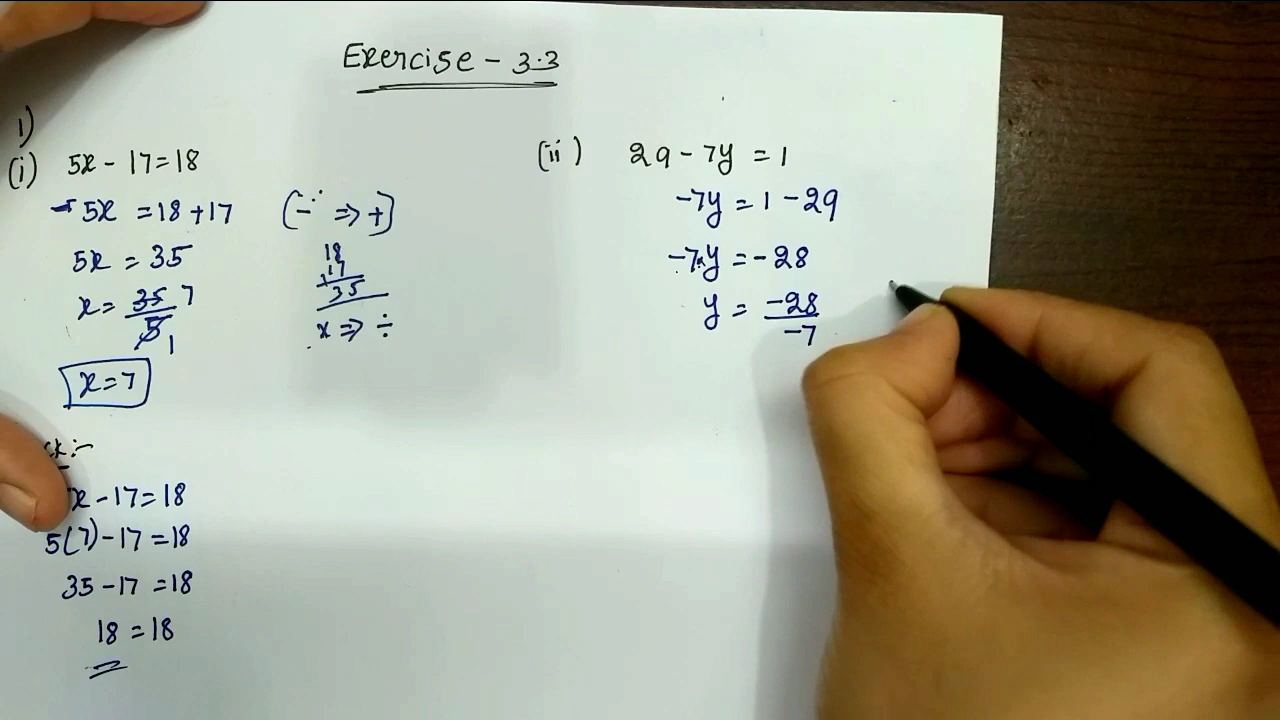 Exercise - 3.3
1)
(i) 5x - 17 = 18
5x = 18 + 17 (- ⇒ +)
5x = 35
18
+17
35
x = 35/5 7 1
x ⇒ ÷
x = 7
ck :-
x - 17 = 18
5(7) - 17 = 18
35 - 17 = 18
18 = 18
(ii) 29 - 7y = 1
-7y = 1 - 29
-7y = -28
y = -28/-7